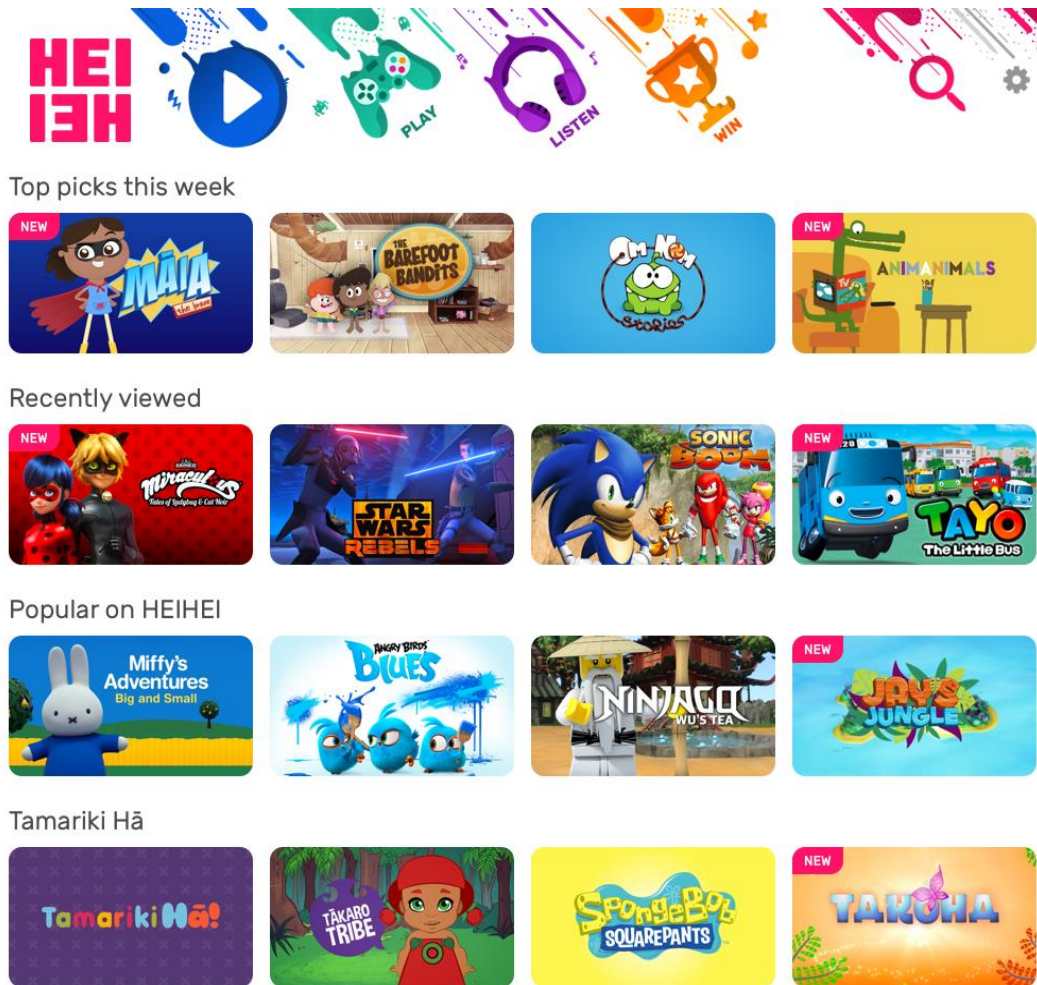 HEI
HEI
PLAY
LISTEN
WIN
Top picks this week
NEW
MĀIA
the brave
THE
BAREFOOT
BANDITS
OM NOM
STORIES
NEW
TV
ANIMANIMALS
Recently viewed
NEW
Miraculous
Tales of Ladybug & Cat Noir
STAR
WARS
REBELS
SONIC
BOOM
NEW
TAYO
The Little Bus
Popular on HEIHEI
Miffy's
Adventures
Big and Small
ANGRY BIRDS
BLUES
NINJAGO
WU'S TEA
NEW
JAY'S
JUNGLE
Tamariki Hā
Tamariki Hā!
TĀKARO
TRIBE
SpongeBob
SQUAREPANTS
NEW
TAKOHA